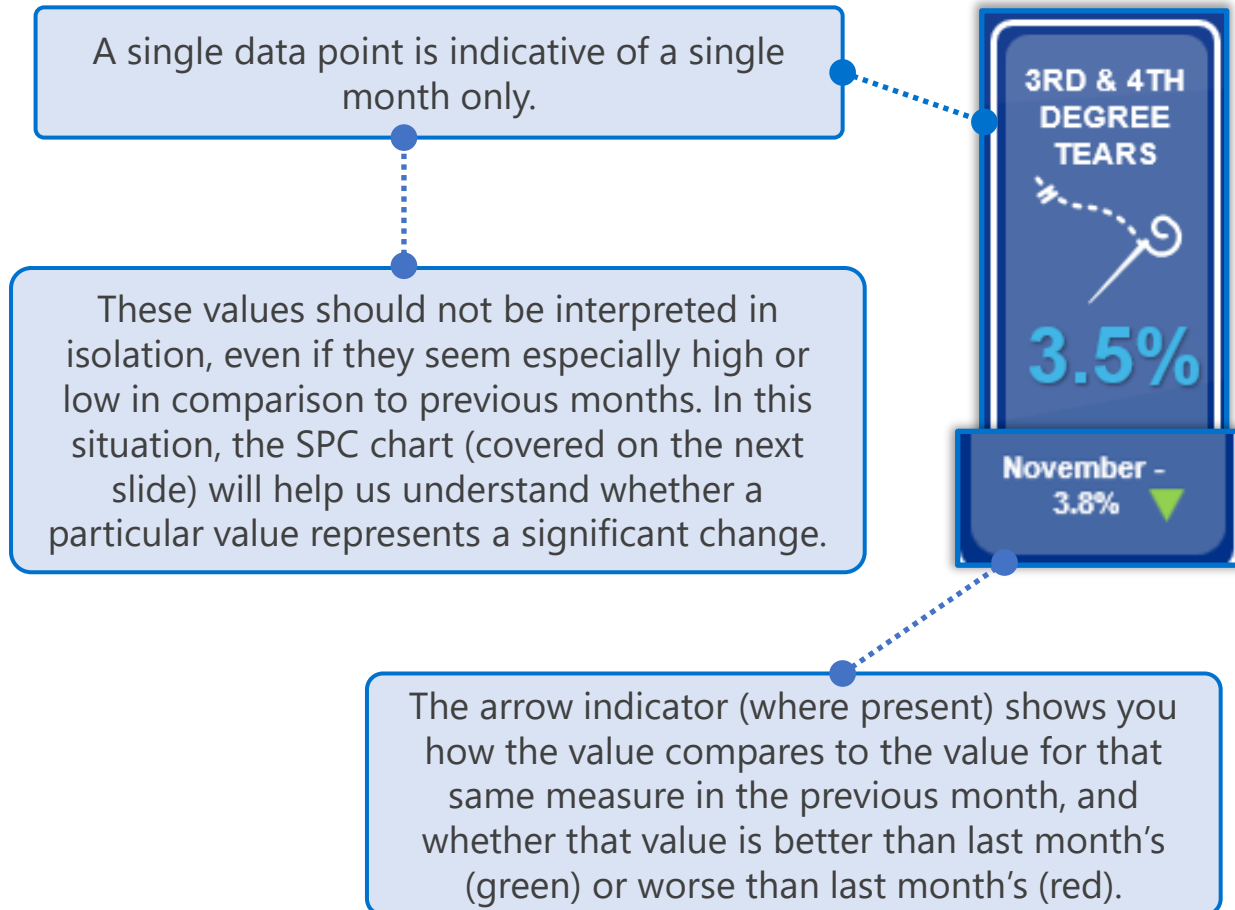 A single data point is indicative of a single
month only.
These values should not be interpreted in
isolation, even if they seem especially high or
low in comparison to previous months. In this
situation, the SPC chart (covered on the next
slide) will help us understand whether a
particular value represents a significant change.
3RD & 4TH
DEGREE
TEARS
3.5%
November -
3.8%
The arrow indicator (where present) shows you
how the value compares to the value for that
same measure in the previous month, and
whether that value is better than last month’s
(green) or worse than last month’s (red).